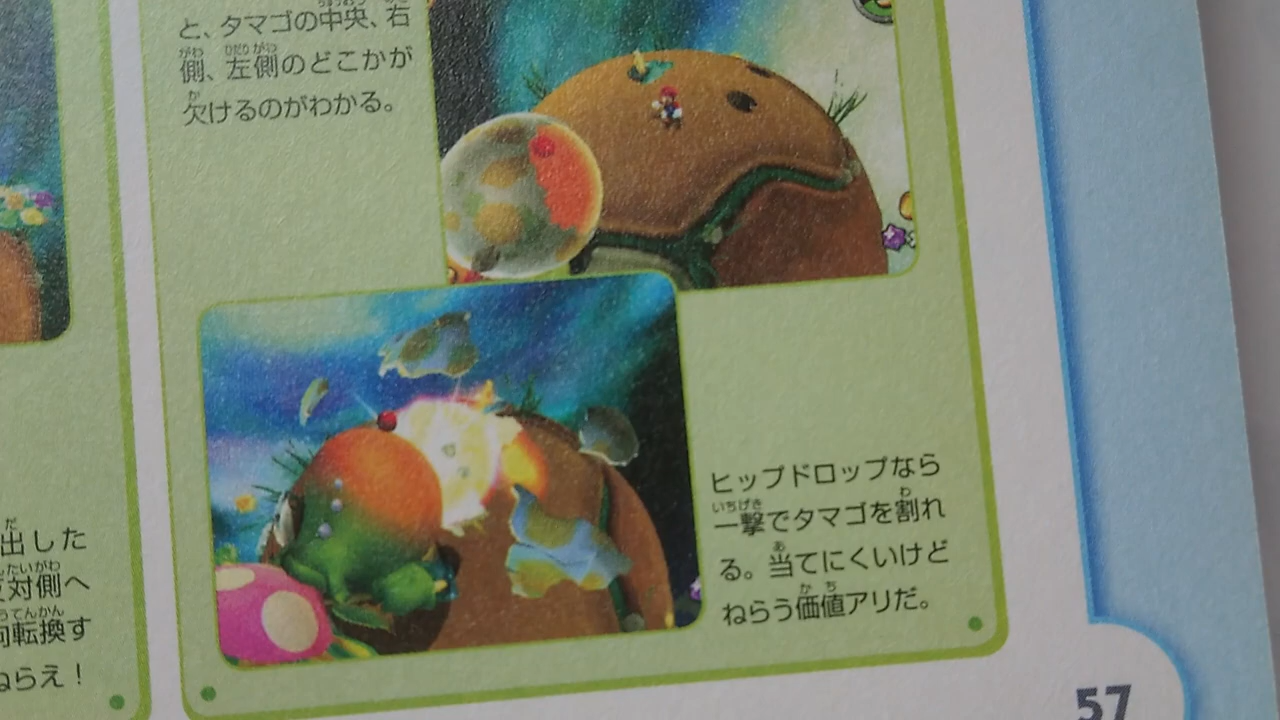 と、タマゴの中央、右
側、左側のどこかが
欠けるのがわかる。
出した
対側へ
転換す
ねらえ!
ヒップドロップなら
一撃でタマゴを割れ
る。当てにくいけど
ねらう価値アリだ。
57